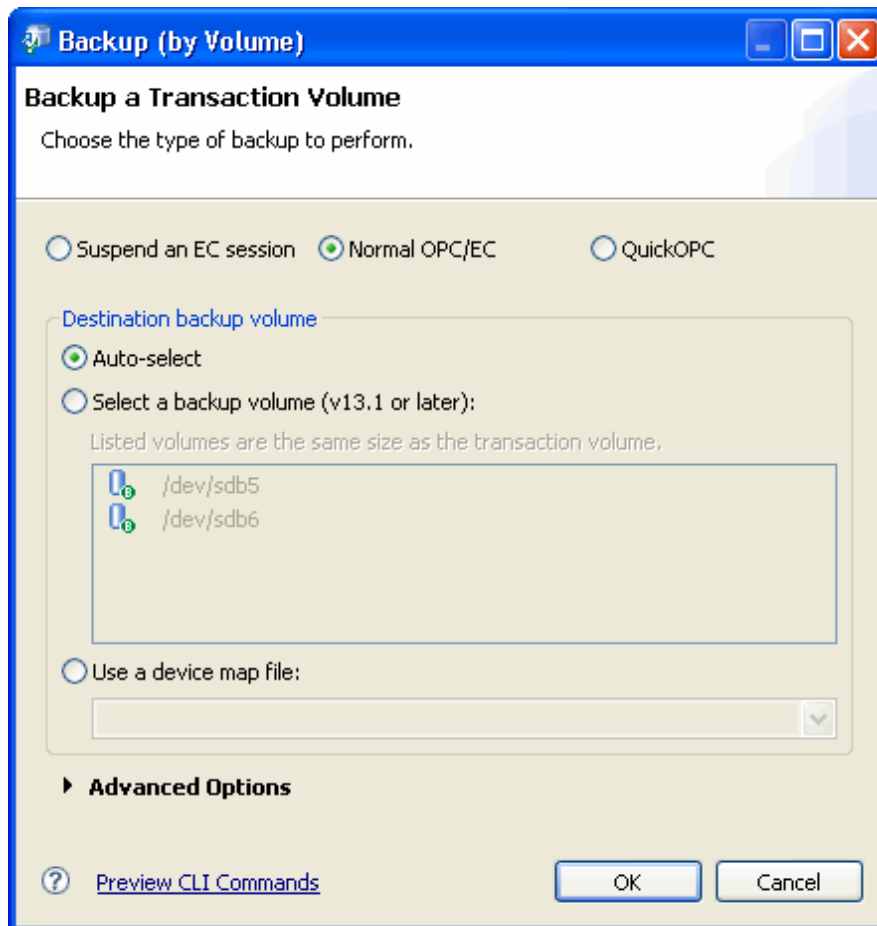 Backup (by Volume)
Backup a Transaction Volume
Choose the type of backup to perform.
Suspend an EC session Normal OPC/EC QuickOPC
Destination backup volume
Auto-select
Select a backup volume (v13.1 or later):
Listed volumes are the same size as the transaction volume.
/dev/sdb5
/dev/sdb6
Use a device map file:
Advanced Options
Preview CLI Commands OK Cancel